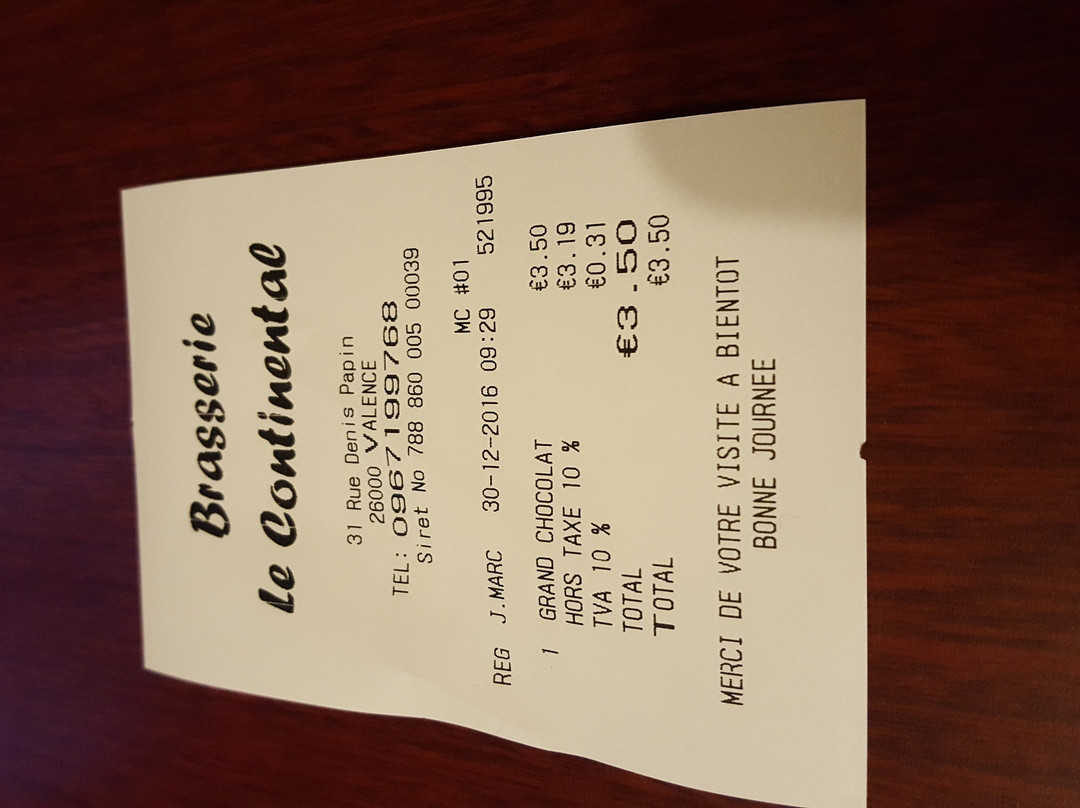 Brasserie
Le Continental
31 Rue Denis Papin
26000 VALENCE
TEL: 0967199768
Siret No 788 860 005 00039
MC #01
REG J.MARC 30-12-2016 09:29 521995
1 GRAND CHOCOLAT €3.50
HORS TAXE 10 % €3.19
TVA 10 % €0.31
TOTAL €3.50
TOTAL €3.50
MERCI DE VOTRE VISITE A BIENTOT
BONNE JOURNEE